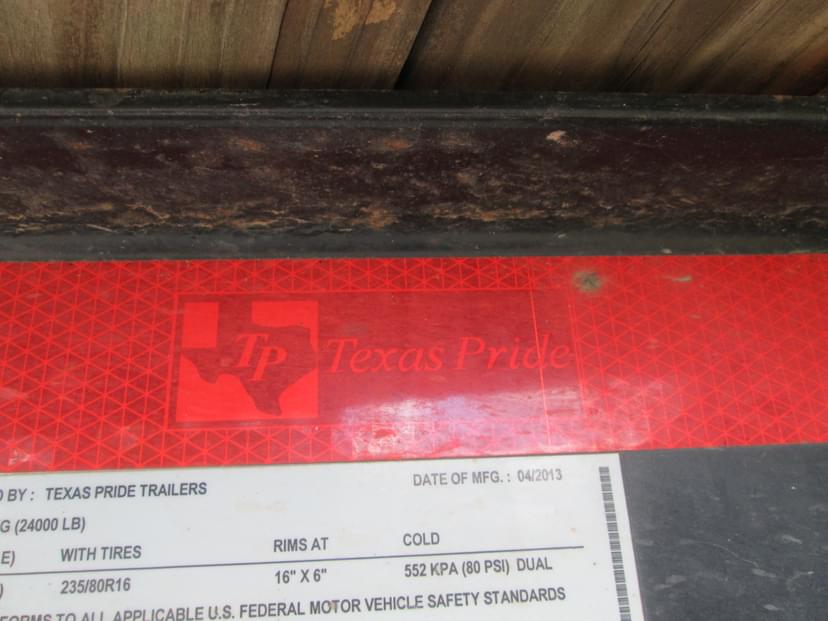 TP Texas Pride
BY : TEXAS PRIDE TRAILERS DATE OF MFG. : 04/2013
G (24000 LB)
E) WITH TIRES RIMS AT COLD
) 235/80R16 16" X 6" 552 KPA (80 PSI) DUAL
FORMS TO ALL APPLICABLE U.S. FEDERAL MOTOR VEHICLE SAFETY STANDARDS